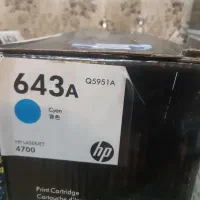 643A Q5951A
Cyan
青色
HP LASERJET
4700
hp
Print Cartridge
Cartouche d'